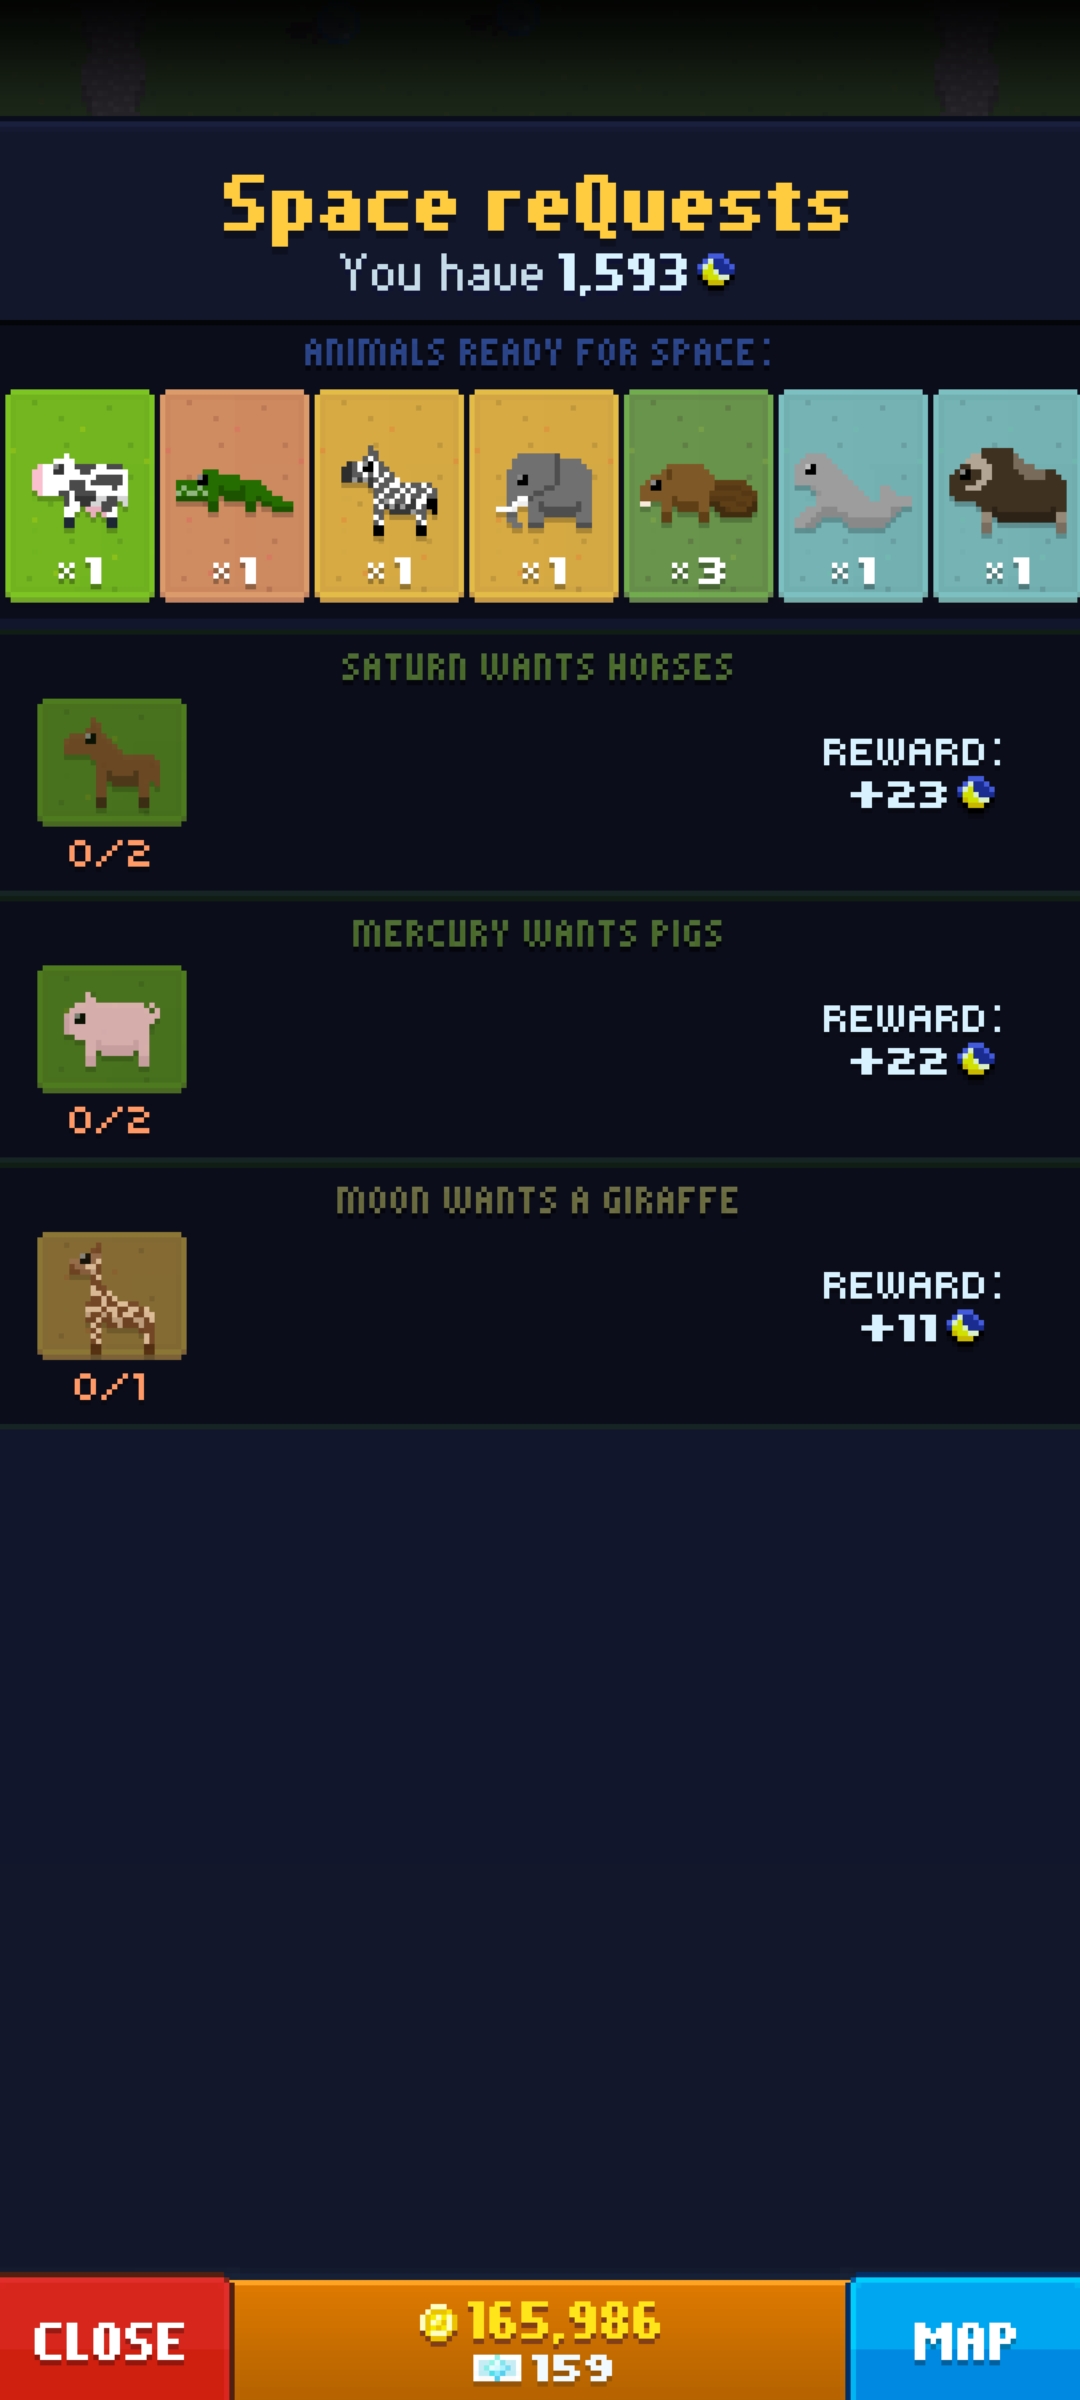 Space reQuests
You have 1,593
ANIMALS READY FOR SPACE:
×1 ×1 ×1 ×1 ×3 ×1 ×1
SATURN WANTS HORSES
REWARD:
+23
0/2
MERCURY WANTS PIGS
REWARD:
+22
0/2
MOON WANTS A GIRAFFE
REWARD:
+11
0/1
CLOSE
165,986
159
MAP